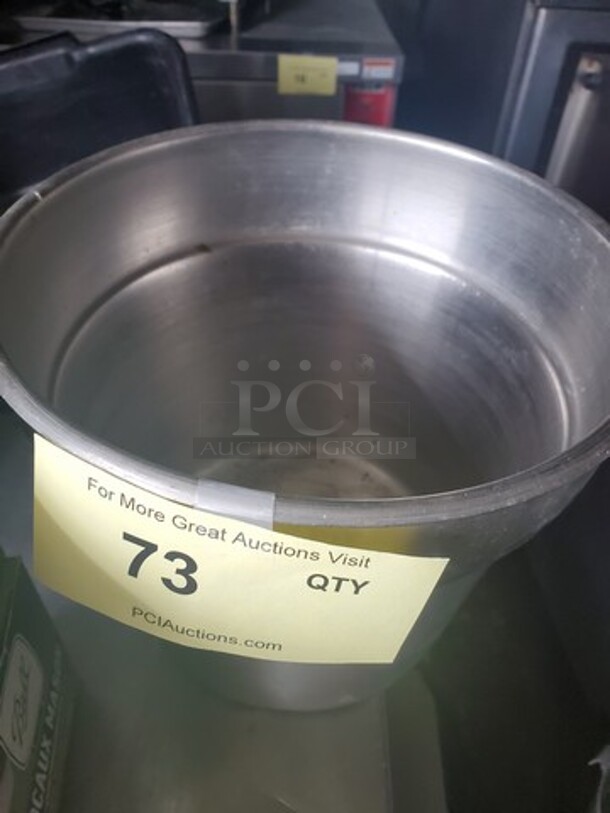 PCI
AUCTION GROUP
For More Great Auctions Visit
73 QTY
PCIAuctions.com